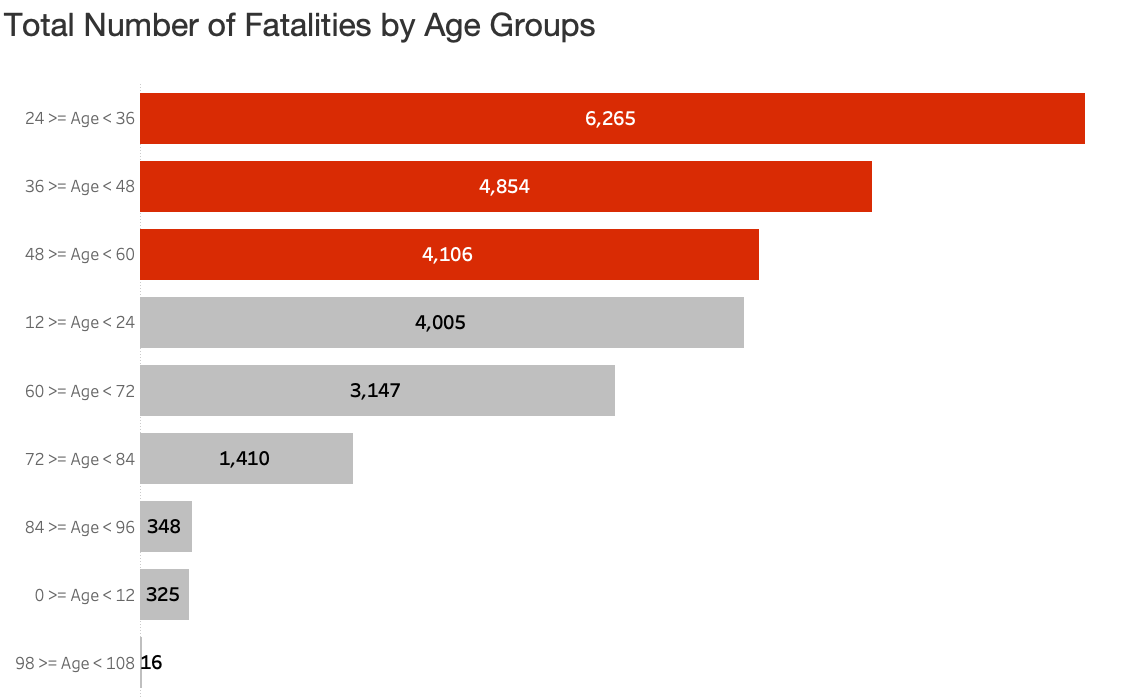 Total Number of Fatalities by Age Groups
24 >= Age < 36 6,265
36 >= Age < 48 4,854
48 >= Age < 60 4,106
12 >= Age < 24 4,005
60 >= Age < 72 3,147
72 >= Age < 84 1,410
84 >= Age < 96 348
0 >= Age < 12 325
98 >= Age < 108 16